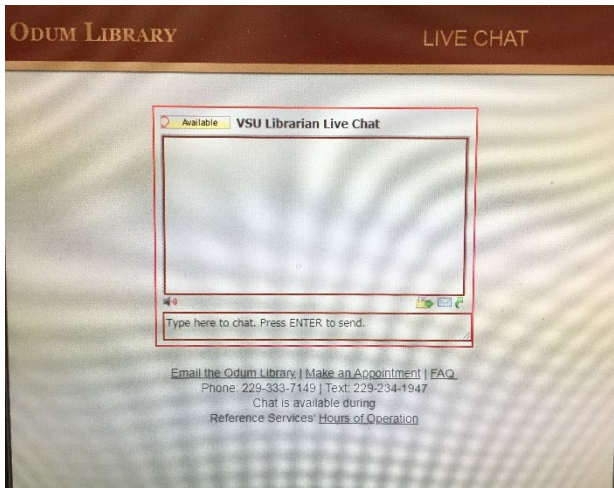 ODUM LIBRARY
LIVE CHAT
Available VSU Librarian Live Chat
Type here to chat. Press ENTER to send.
Email the Odum Library | Make an Appointment | FAQ
Phone: 229-333-7149 | Text: 229-234-1947
Chat is available during
Reference Services' Hours of Operation